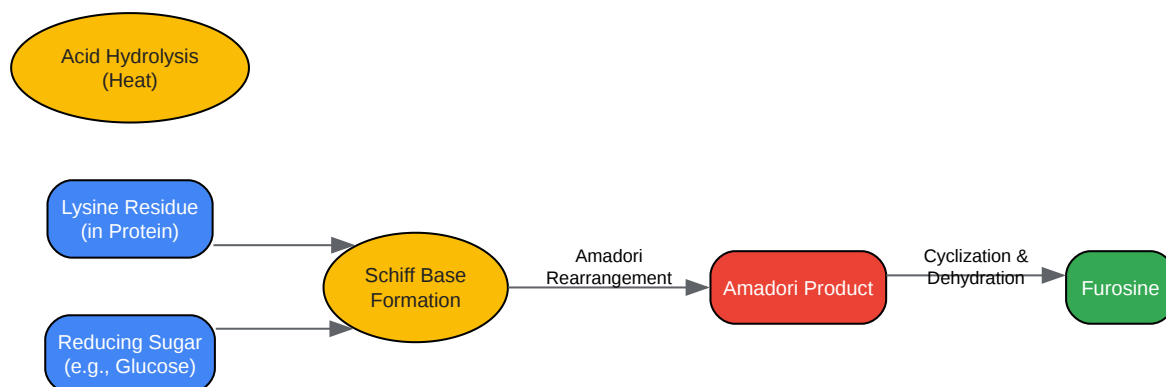 Acid Hydrolysis
(Heat)
Lysine Residue
(in Protein)
Reducing Sugar
(e.g., Glucose)
Schiff Base
Formation
Amadori
Rearrangement
Amadori Product
Cyclization &
Dehydration
Furosine